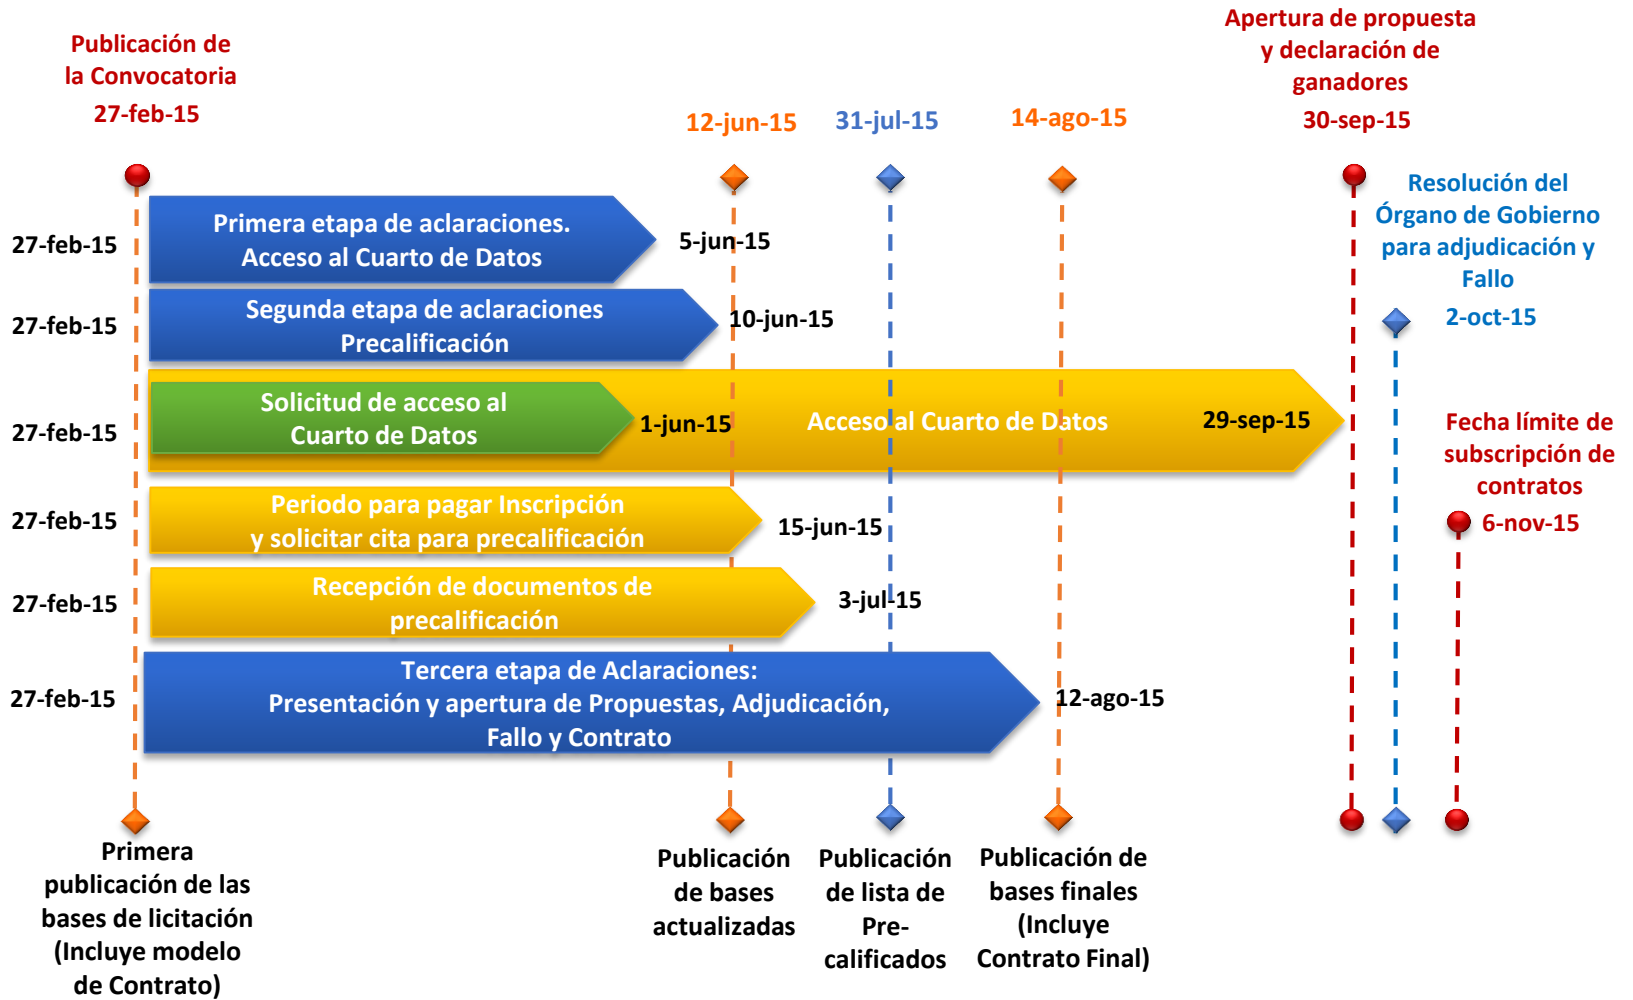 Publicación de
la Convocatoria
27-feb-15
12-jun-15
31-jul-15
14-ago-15
Apertura de propuesta
y declaración de
ganadores
30-sep-15
Resolución del
Órgano de Gobierno
para adjudicación y
Fallo
2-oct-15
Fecha límite de
subscripción de
contratos
6-nov-15
27-feb-15
Primera etapa de aclaraciones.
Acceso al Cuarto de Datos
5-jun-15
27-feb-15
Segunda etapa de aclaraciones
Precalificación
10-jun-15
27-feb-15
Solicitud de acceso al
Cuarto de Datos
1-jun-15
Acceso al Cuarto de Datos
29-sep-15
27-feb-15
Periodo para pagar Inscripción
y solicitar cita para precalificación
15-jun-15
27-feb-15
Recepción de documentos de
precalificación
3-jul-15
27-feb-15
Tercera etapa de Aclaraciones:
Presentación y apertura de Propuestas, Adjudicación,
Fallo y Contrato
12-ago-15
Primera
publicación de las
bases de licitación
(Incluye modelo
de Contrato)
Publicación
de bases
actualizadas
Publicación
de lista de
Pre-
calificados
Publicación de
bases finales
(Incluye
Contrato Final)